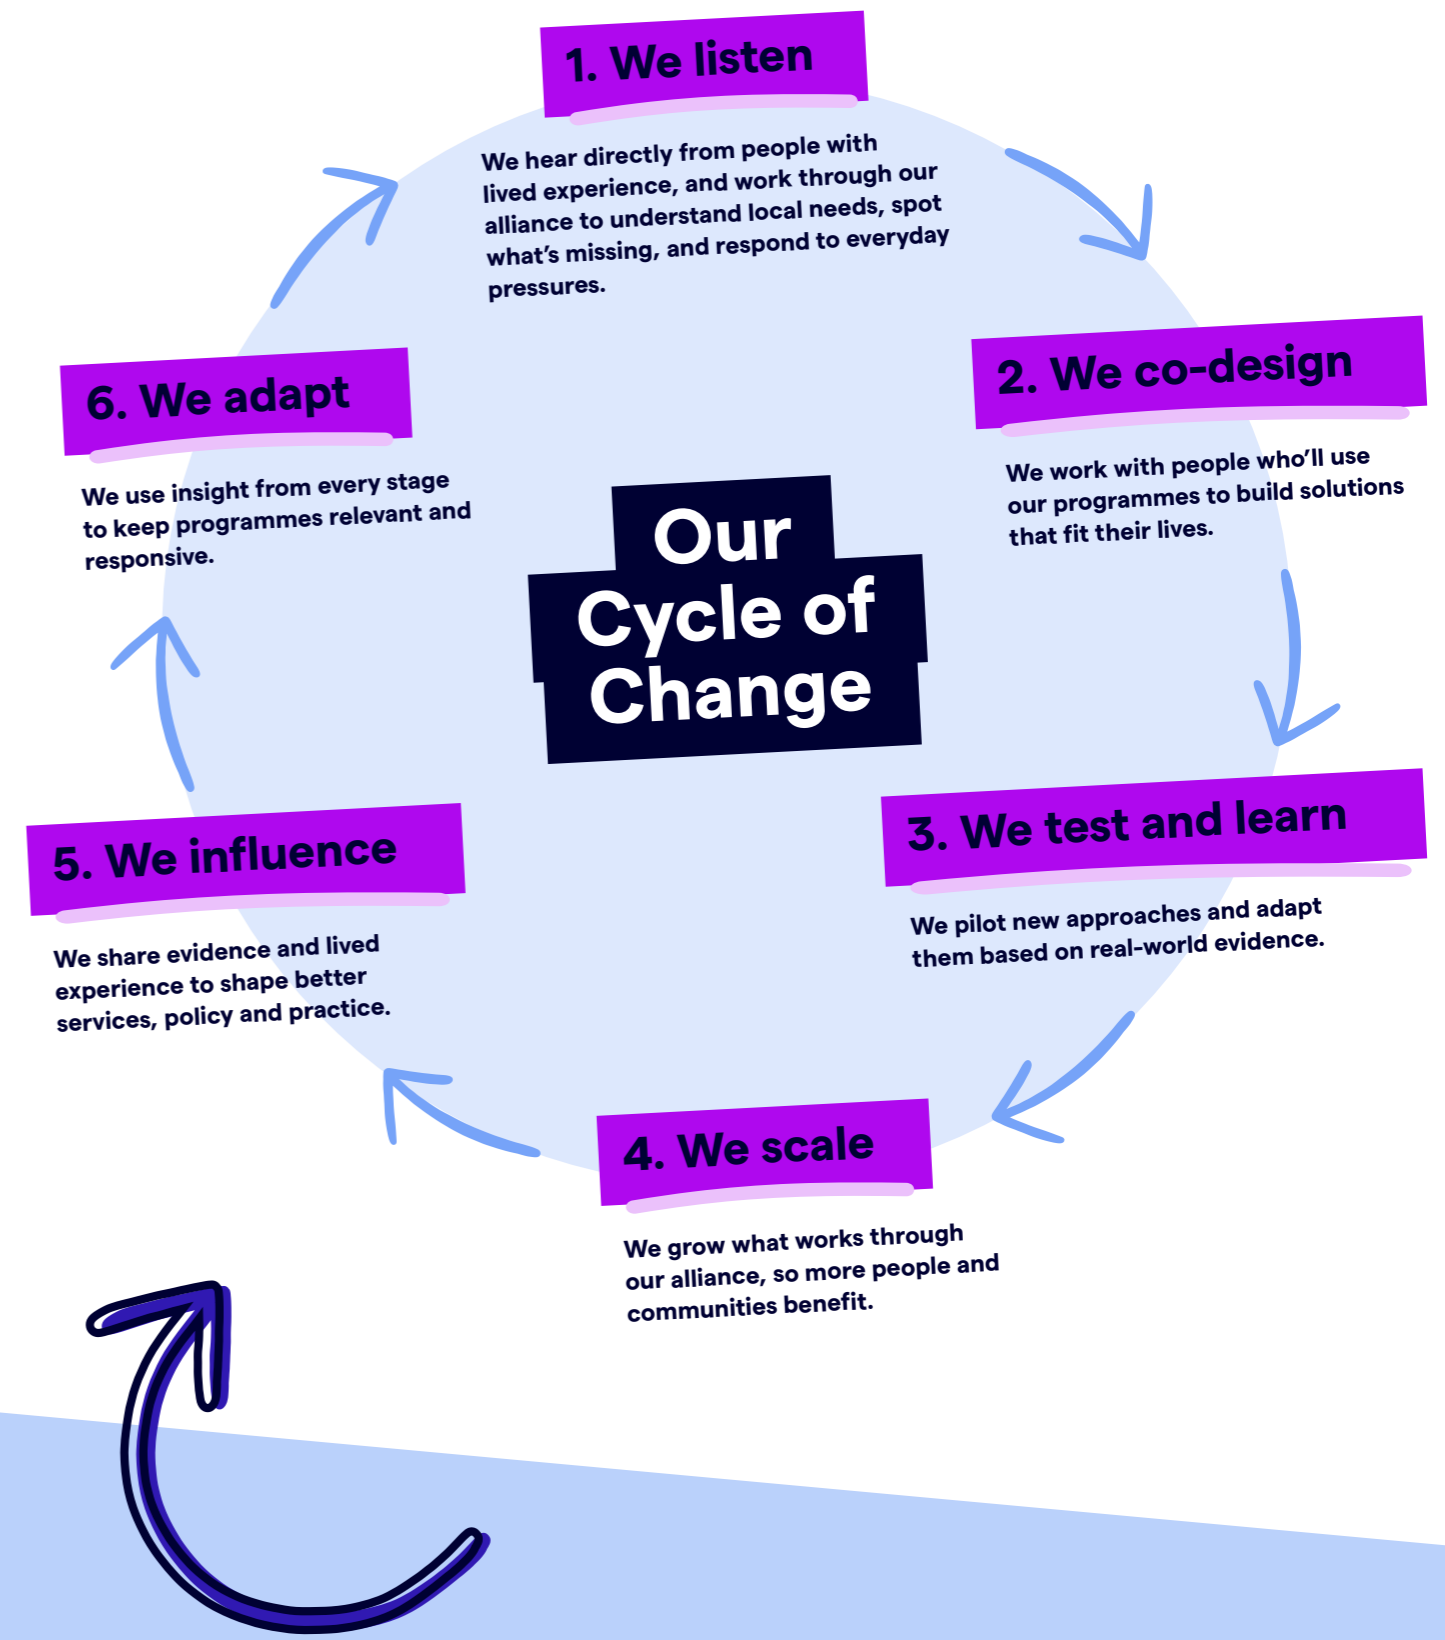 1. We listen
We hear directly from people with
lived experience, and work through our
alliance to understand local needs, spot
what’s missing, and respond to everyday
pressures.
2. We co-design
We work with people who’ll use
our programmes to build solutions
that fit their lives.
3. We test and learn
We pilot new approaches and adapt
them based on real-world evidence.
4. We scale
We grow what works through
our alliance, so more people and
communities benefit.
5. We influence
We share evidence and lived
experience to shape better
services, policy and practice.
6. We adapt
We use insight from every stage
to keep programmes relevant and
responsive.
Our
Cycle of
Change